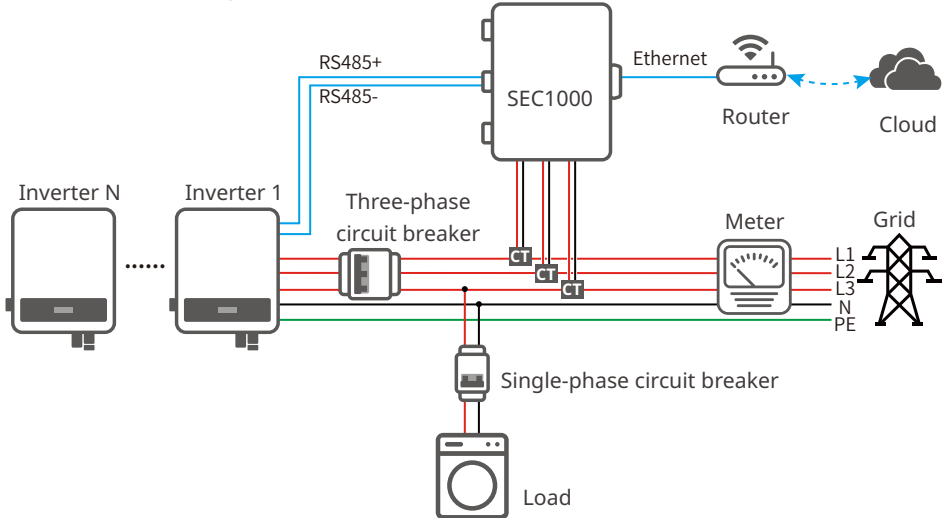 RS485+
RS485-
SEC1000
Ethernet
Router
Cloud
Inverter N
Inverter 1
Three-phase
circuit breaker
CT
CT
CT
Meter
Grid
L1
L2
L3
N
PE
Single-phase circuit breaker
Load